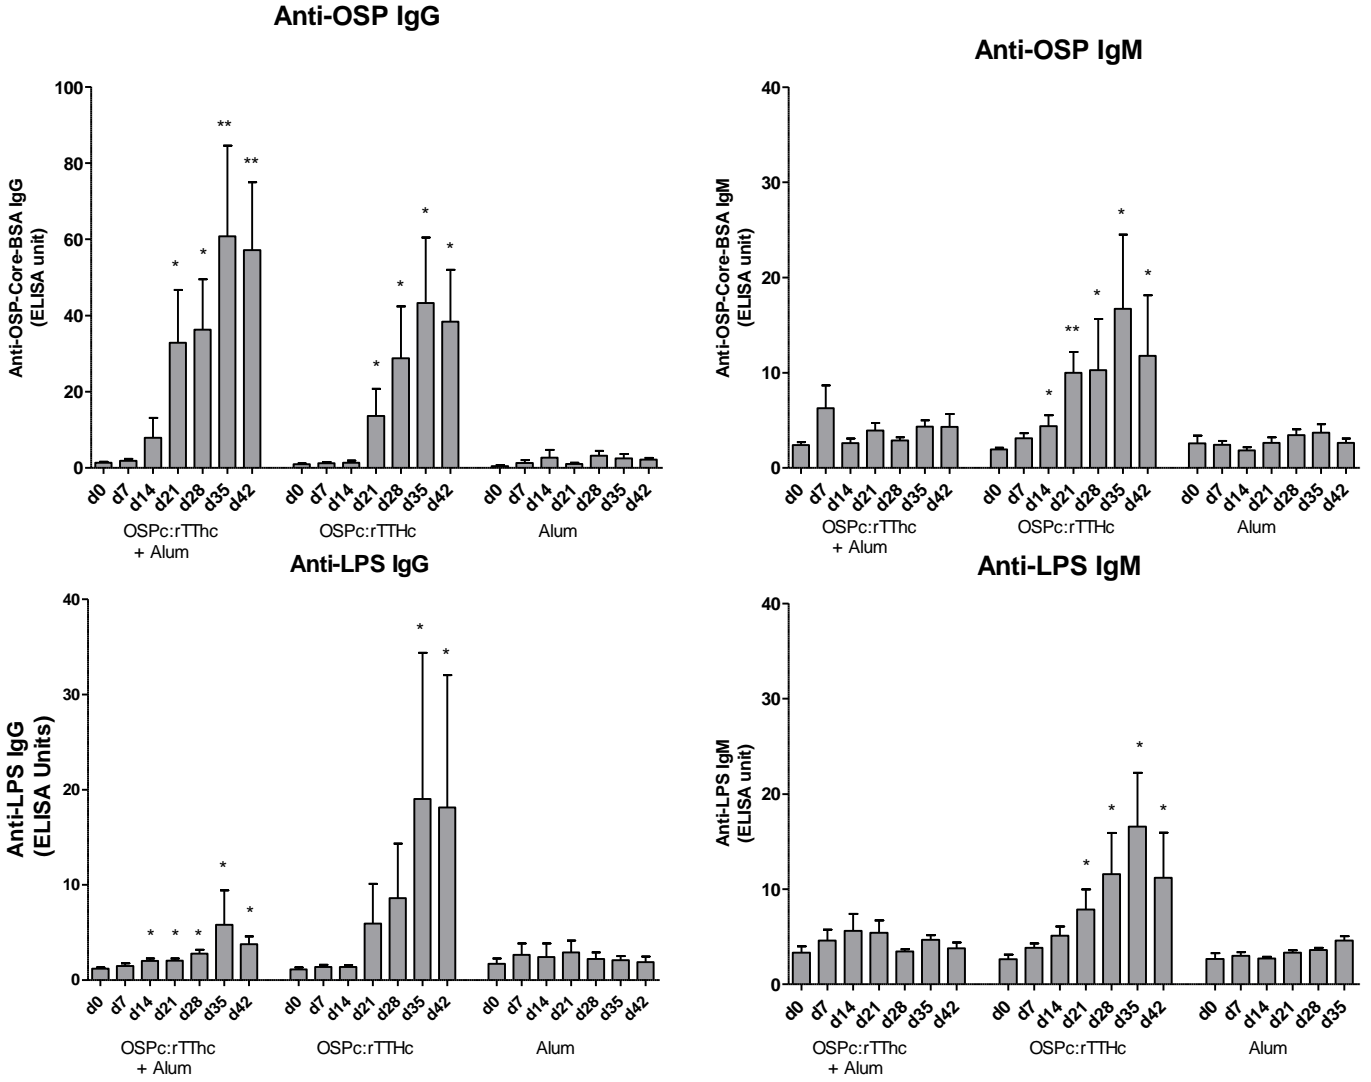 Anti-OSP IgG
Anti-OSP-Core-BSA IgG
(ELISA unit)
100
80
60
40
20
0
** 
**
*
*
*
*
*
*
d0 d7 d14 d21 d28 d35 d42 d0 d7 d14 d21 d28 d35 d42 d0 d7 d14 d21 d28 d35 d42
OSPc:rTThc
+ Alum
OSPc:rTTHc
Alum
Anti-OSP IgM
Anti-OSP-Core-BSA IgM
(ELISA unit)
40
30
20
10
0
*
*
*
**
*
d0 d7 d14 d21 d28 d35 d42 d0 d7 d14 d21 d28 d35 d42 d0 d7 d14 d21 d28 d35 d42
OSPc:rTThc
+ Alum
OSPc:rTTHc
Alum
Anti-LPS IgG
Anti-LPS IgG
(ELISA Units)
40
30
20
10
0
*
*
*
*
*
*
*
d0 d7 d14 d21 d28 d35 d42 d0 d7 d14 d21 d28 d35 d42 d0 d7 d14 d21 d28 d35 d42
OSPc:rTThc
+ Alum
OSPc:rTTHc
Alum
Anti-LPS IgM
Anti-LPS IgM
(ELISA unit)
40
30
20
10
0
*
*
*
*
d0 d7 d14 d21 d28 d35 d42 d0 d7 d14 d21 d28 d35 d42 d0 d7 d14 d21 d28 d35
OSPc:rTThc
+ Alum
OSPc:rTTHc
Alum